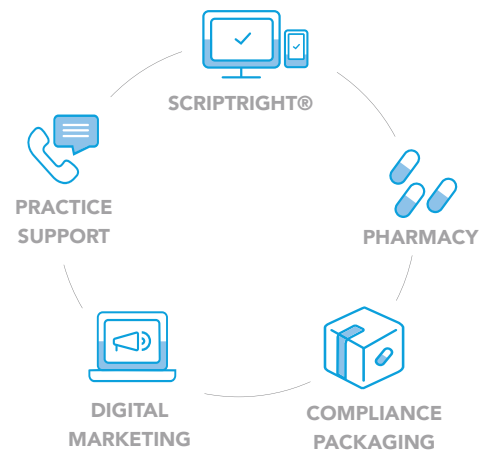 SCRIPTRIGHT®
PRACTICE
SUPPORT
PHARMACY
DIGITAL
MARKETING
COMPLIANCE
PACKAGING